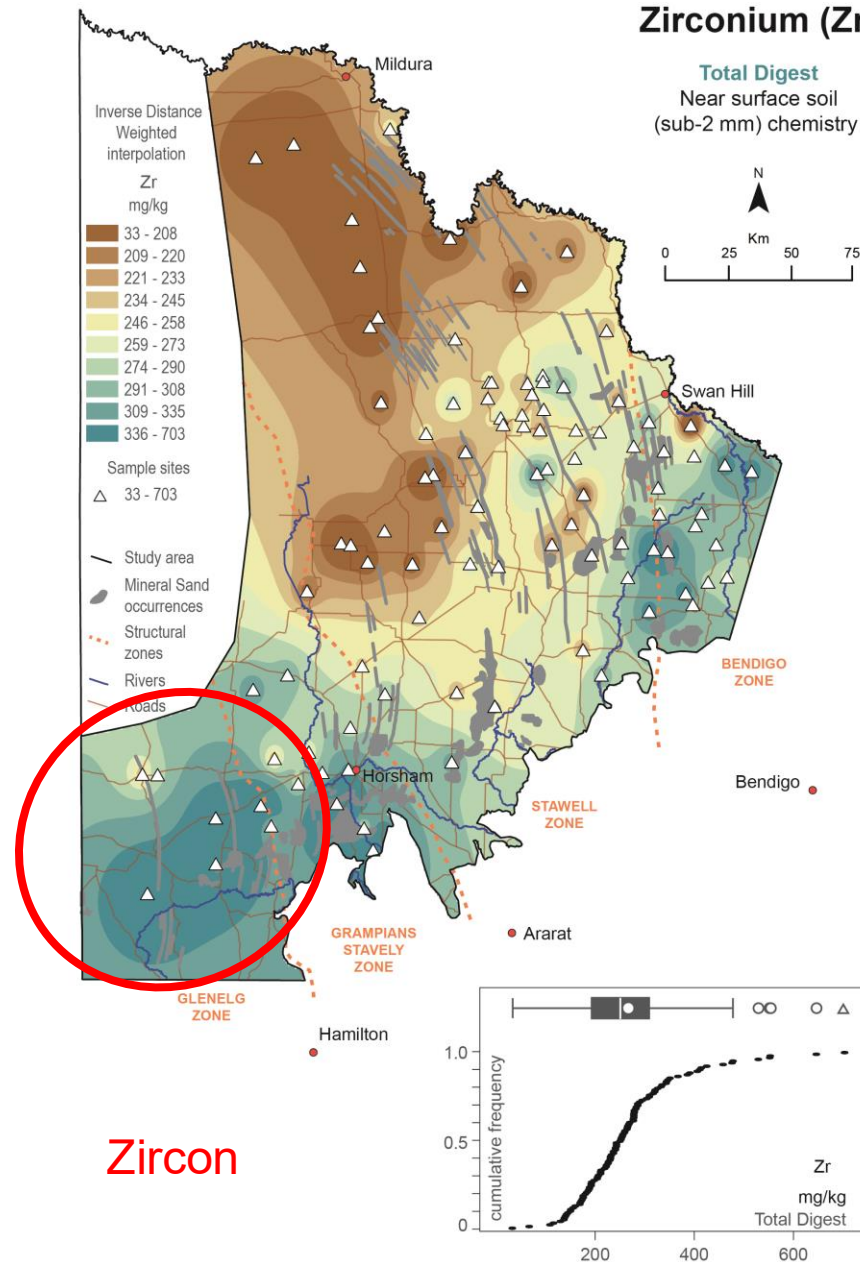 Zirconium (Zr
Total Digest
Near surface soil
(sub-2 mm) chemistry
N
Km
0 25 50 75
Mildura
Inverse Distance
Weighted
interpolation
Zr
mg/kg
33 - 208
209 - 220
221 - 233
234 - 245
246 - 258
259 - 273
274 - 290
291 - 308
309 - 335
336 - 703
Sample sites
33 - 703
Study area
Mineral Sand
occurrences
Structural
zones
Rivers
Roads
Swan Hill
BENDIGO
ZONE
Horsham
Bendigo
STAWELL
ZONE
Ararat
GRAMPIANS
STAVELY
ZONE
GLENELG
ZONE
Hamilton
Zircon
1.0
0.5
0
cumulative frequency
Zr
mg/kg
Total Digest
200 400 600